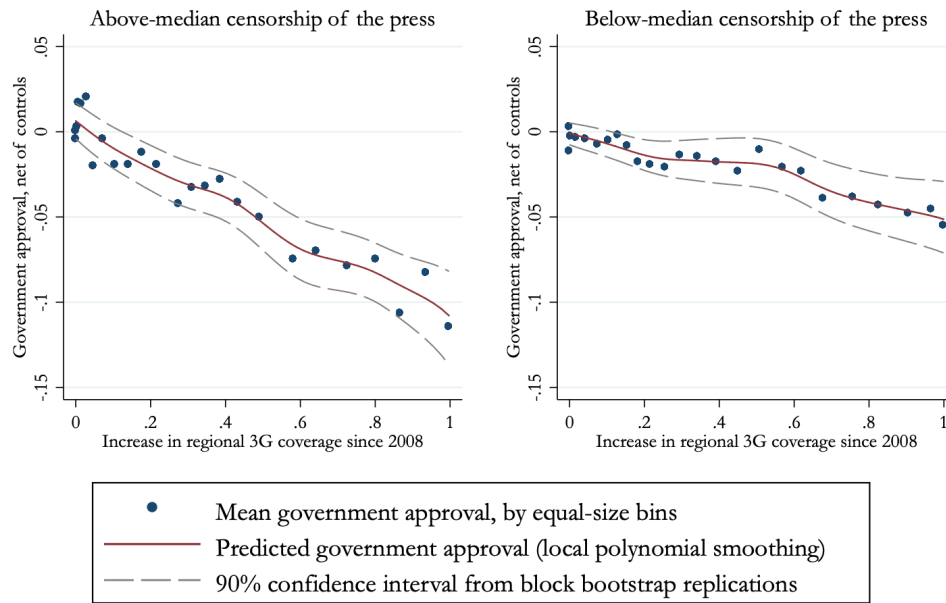 Above-median censorship of the press
Government approval, net of controls
.05
0
-.05
-.1
-.15
0 .2 .4 .6 .8 1
Increase in regional 3G coverage since 2008
Below-median censorship of the press
Government approval, net of controls
.05
0
-.05
-.1
-.15
0 .2 .4 .6 .8 1
Increase in regional 3G coverage since 2008
Mean government approval, by equal-size bins
Predicted government approval (local polynomial smoothing)
90% confidence interval from block bootstrap replications